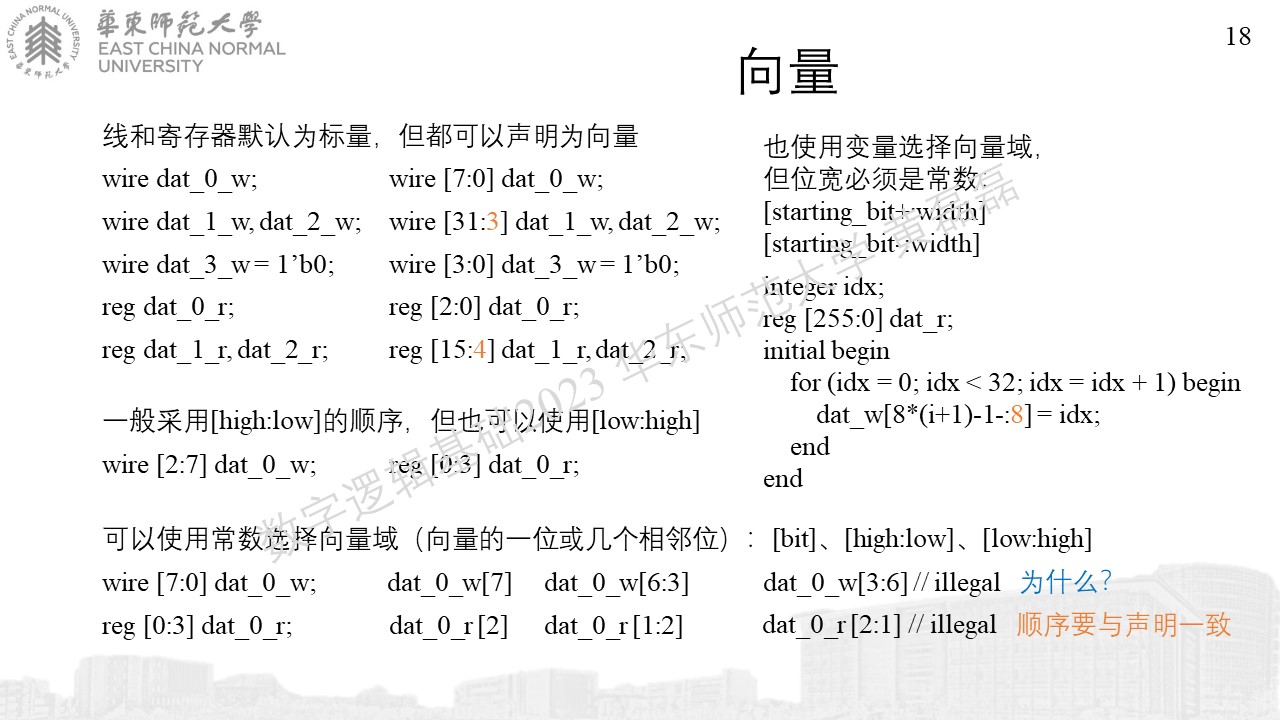 華東師範大學
EAST CHINA NORMAL
UNIVERSITY
EAST CHINA NORMAL UNIVERSITY
華東师范大学
18
向量
线和寄存器默认为标量，但都可以声明为向量
wire dat_0_w; wire [7:0] dat_0_w;
wire dat_1_w, dat_2_w; wire [31:3] dat_1_w, dat_2_w;
wire dat_3_w = 1’b0; wire [3:0] dat_3_w = 1’b0;
reg dat_0_r; reg [2:0] dat_0_r;
reg dat_1_r, dat_2_r; reg [15:4] dat_1_r, dat_2_r;
一般采用[high:low]的顺序，但也可以使用[low:high]
wire [2:7] dat_0_w; reg [0:3] dat_0_r;
也使用变量选择向量域，
但位宽必须是常数：
[starting_bit+:width]
[starting_bit-:width]
integer idx;
reg [255:0] dat_r;
initial begin
for (idx = 0; idx < 32; idx = idx + 1) begin
dat_w[8*(i+1)-1-:8] = idx;
end
end
可以使用常数选择向量域（向量的一位或几个相邻位）：[bit]、[high:low]、[low:high]
wire [7:0] dat_0_w; dat_0_w[7] dat_0_w[6:3] dat_0_w[3:6] // illegal 为什么？
reg [0:3] dat_0_r; dat_0_r [2] dat_0_r [1:2] dat_0_r [2:1] // illegal 顺序要与声明一致
数字逻辑基础2023 华东师范大学 黄磊磊